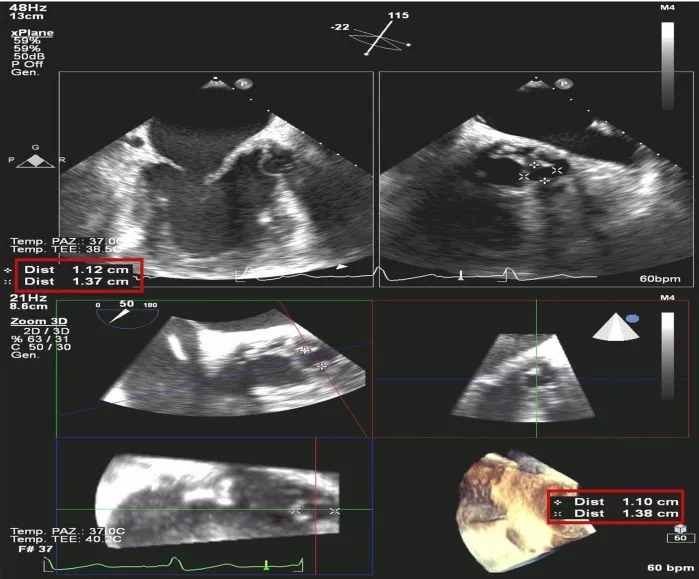 48Hz
13cm
xPlane
59%
59%
50dB
P Off
Gen.
-22
115
M4
P
P
G
P R
Temp. PAZ.: 37.0C
Temp. TEE: 38.5C
Dist 1.12 cm
Dist 1.37 cm
60bpm
21Hz
8.6cm
Zoom 3D
2D / 3D
% 63 / 31
C 50 / 30
Gen.
0 50 180
M4
Dist 1.10 cm
Dist 1.38 cm
50
Temp. PAZ.: 37.0C
Temp. TEE: 40.2C
F# 37
60 bpm